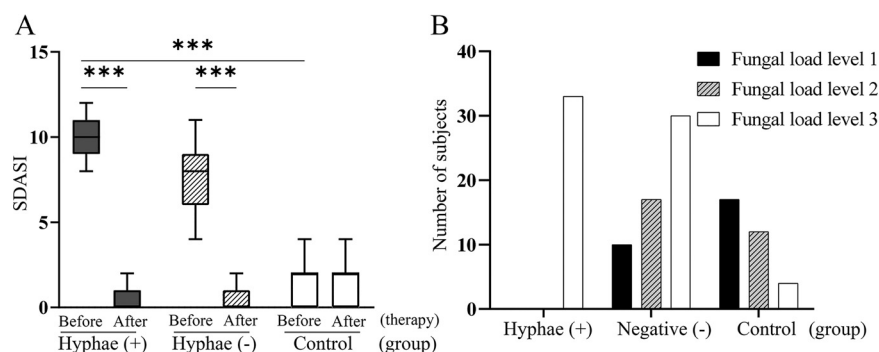 A
SDASI
15
10
5
0
***
***
***
Before After Before After Before After (therapy)
Hyphae (+) Hyphae (-) Control (group)
B
Number of subjects
40
30
20
10
0
Fungal load level 1
Fungal load level 2
Fungal load level 3
Hyphae (+) Negative (-) Control (group)